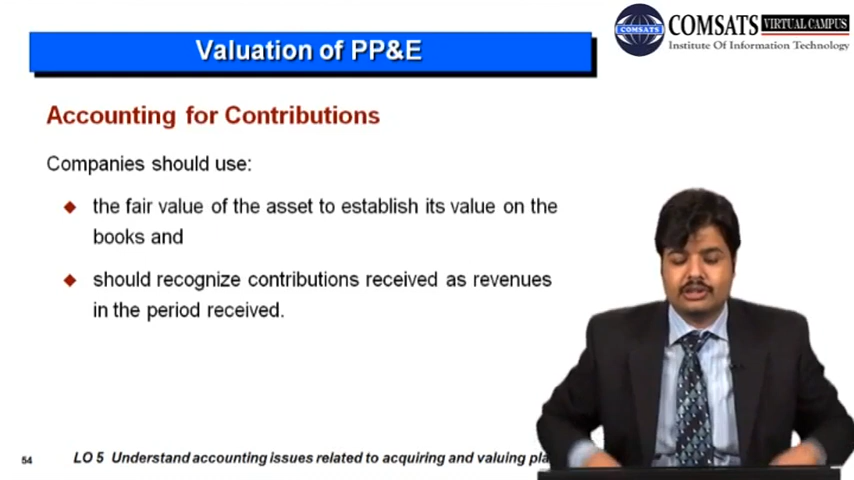 Valuation of PP&E
COMSATS
COMSATS VIRTUAL CAMPUS
Institute Of Information Technology
Accounting for Contributions
Companies should use:
the fair value of the asset to establish its value on the
books and
should recognize contributions received as revenues
in the period received.
54
LO 5 Understand accounting issues related to acquiring and valuing